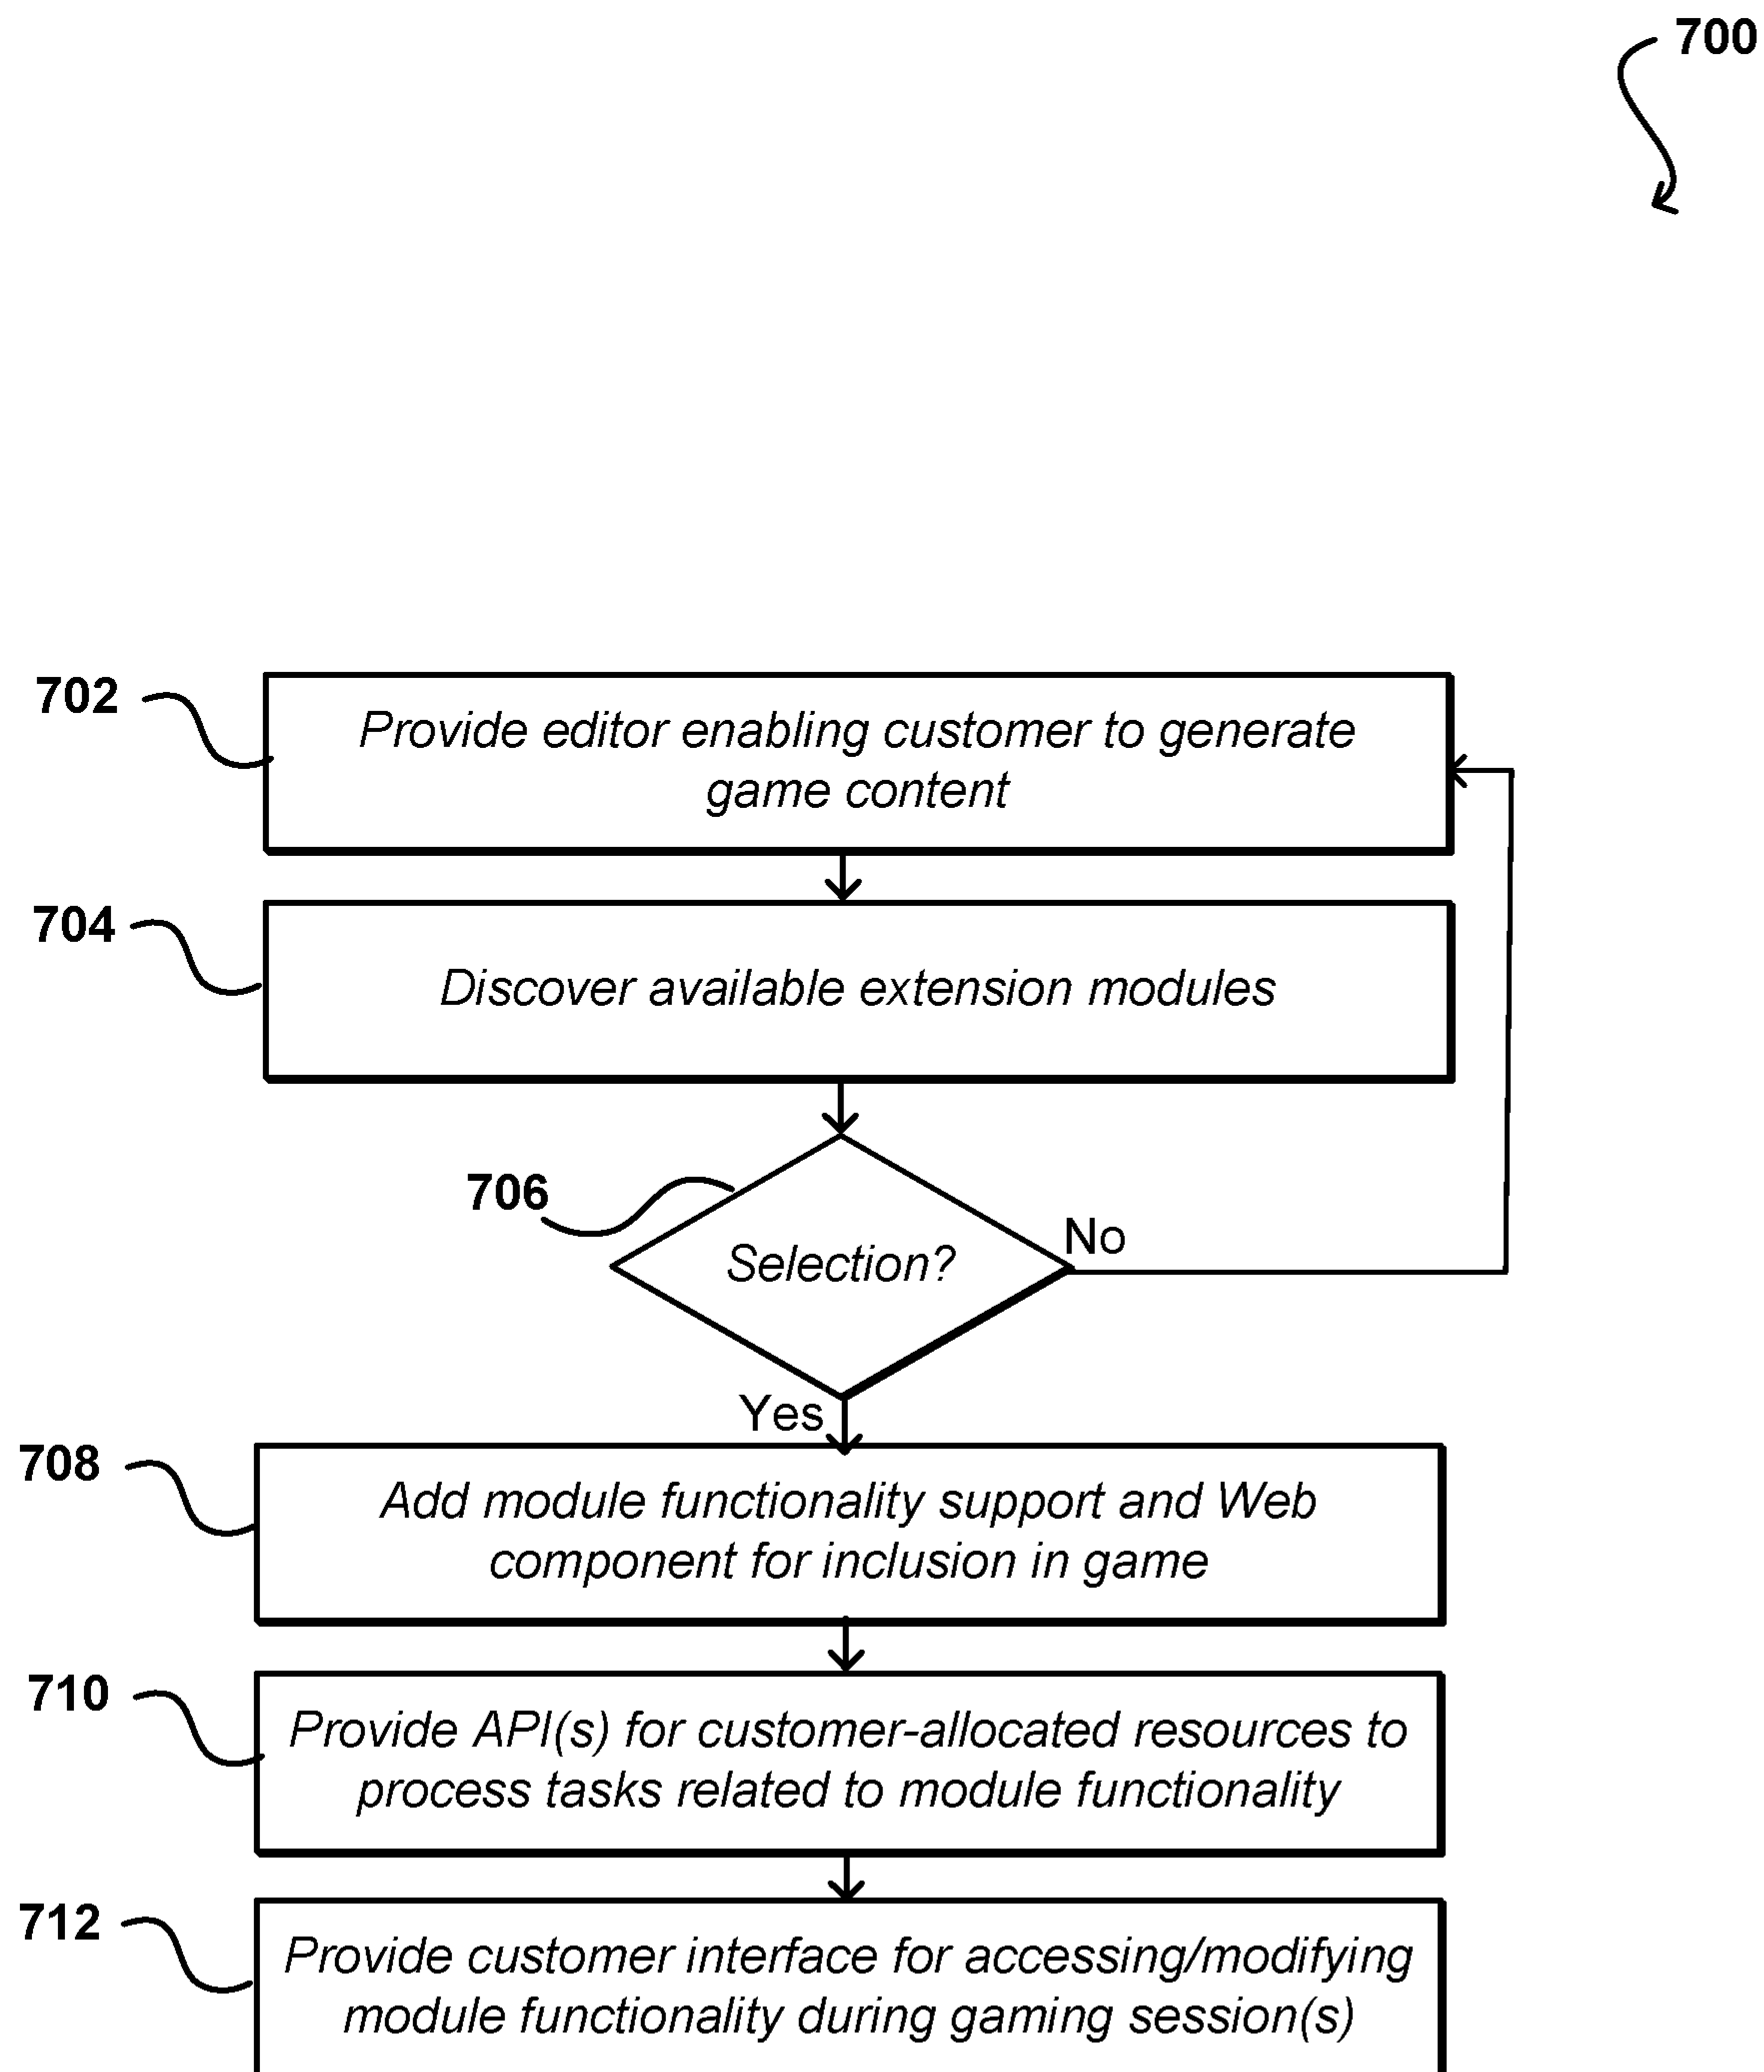 700
702
Provide editor enabling customer to generate
game content
704
Discover available extension modules
706
Selection?
No
Yes
708
Add module functionality support and Web
component for inclusion in game
710
Provide API(s) for customer-allocated resources to
process tasks related to module functionality
712
Provide customer interface for accessing/modifying
module functionality during gaming session(s)